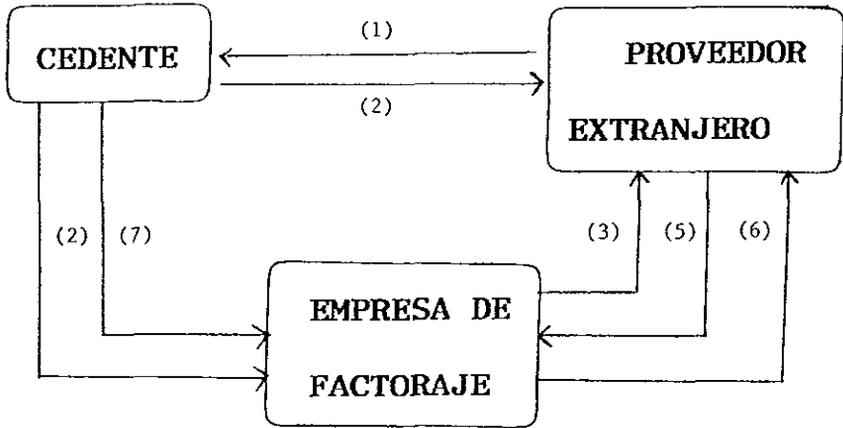 (1)
CEDENTE
PROVEEDOR
(2)
EXTRANJERO
(2) (7) (3) (5) (6)
EMPRESA DE
FACTORAJE